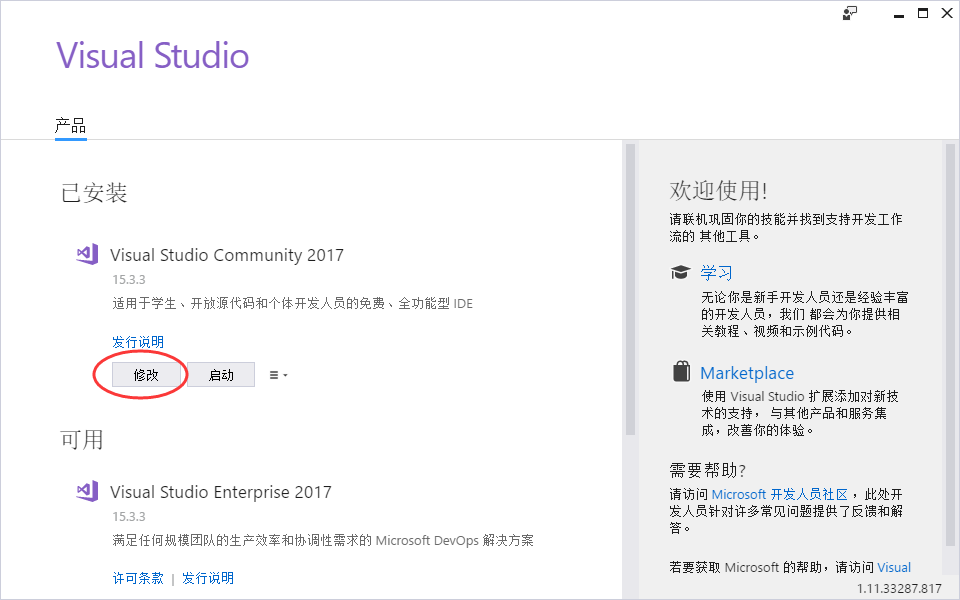 Visual Studio
产品
已安装
Visual Studio Community 2017
15.3.3
适用于学生、开放源代码和个体开发人员的免费、全功能型 IDE
发行说明
修改
启动
可用
Visual Studio Enterprise 2017
15.3.3
满足任何规模团队的生产效率和协调性需求的 Microsoft DevOps 解决方案
许可条款 | 发行说明
欢迎使用!
请联机巩固你的技能并找到支持开发工作
流的 其他工具。
学习
无论你是新手开发人员还是经验丰富
的开发人员，我们 都会为你提供相
关教程、视频和示例代码。
Marketplace
使用 Visual Studio 扩展添加对新技
术的支持， 与其他产品和服务集
成，改善你的体验。
需要帮助?
请访问 Microsoft 开发人员社区 ，此处开
发人员针对许多常见问题提供了反馈和解
答。
若要获取 Microsoft 的帮助，请访问 Visual
1.11.33287.817